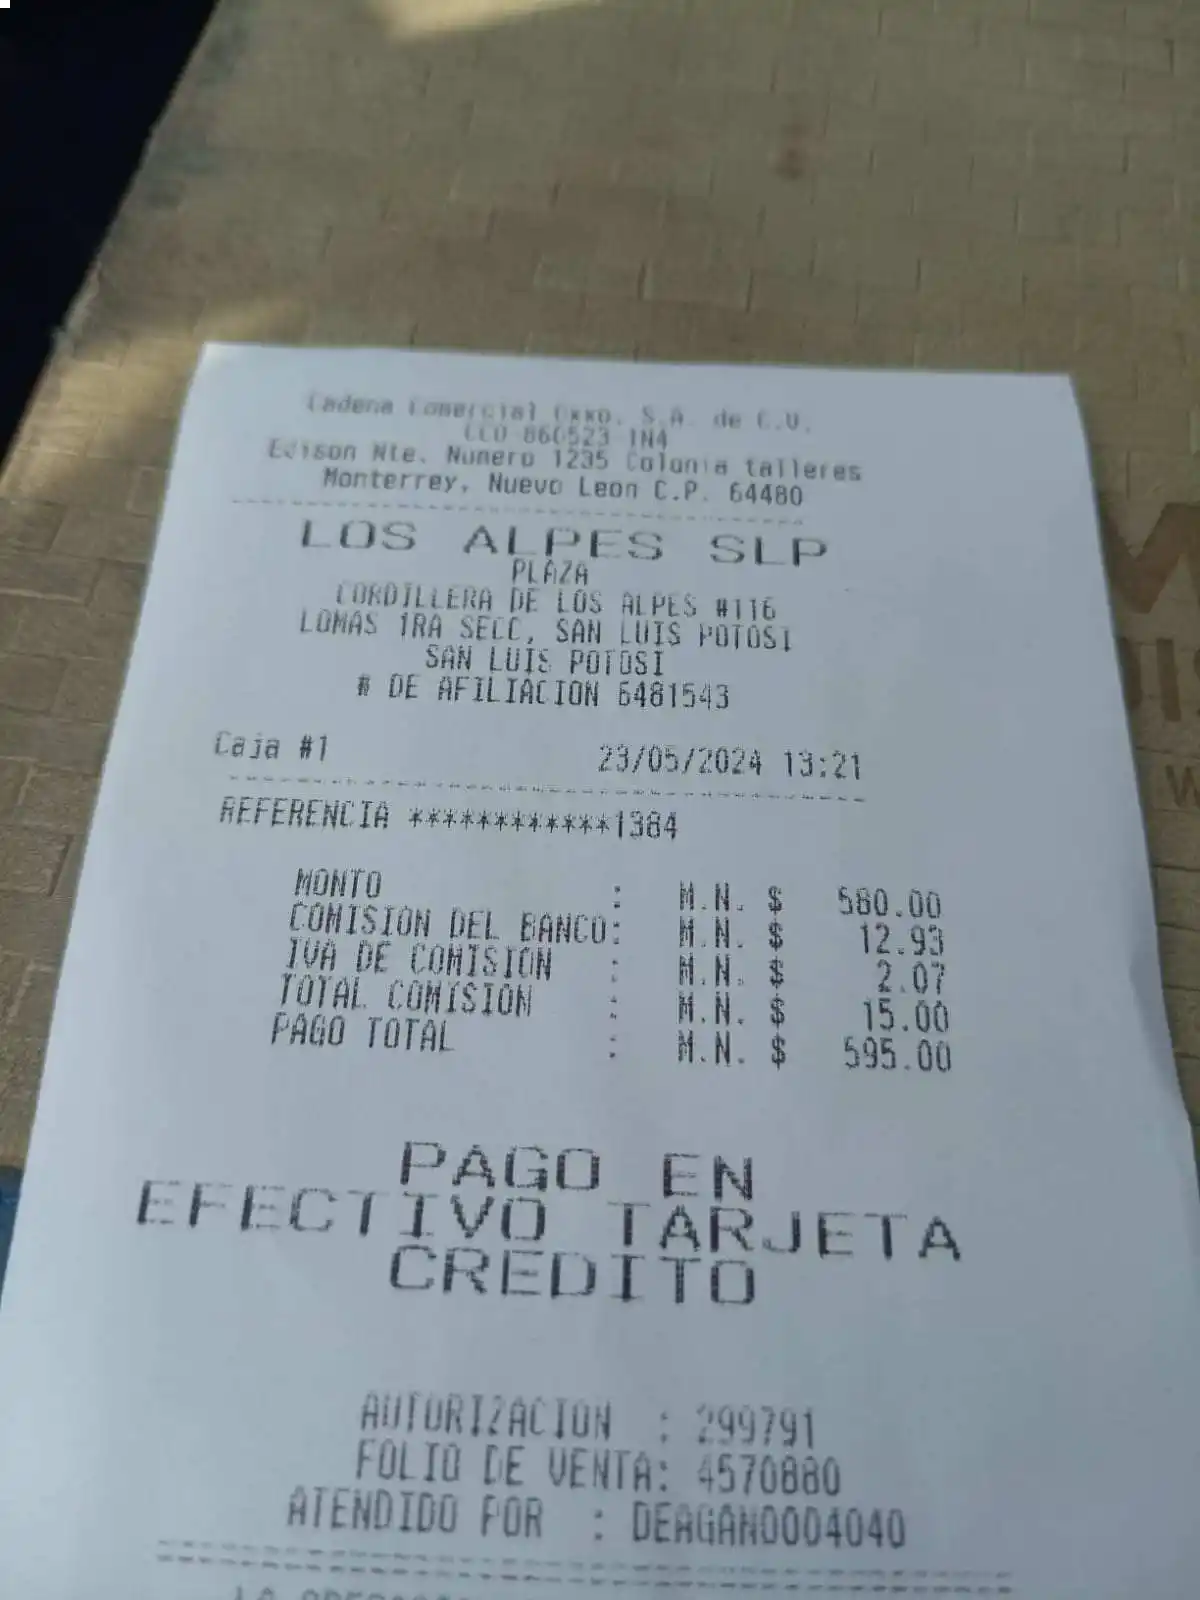 Cadena Comercial Oxxo, S.A. de C.V.
CCO 860523 1N4
Edison Nte. Numero 1235 Colonia talleres
Monterrey, Nuevo Leon C.P. 64480
LOS ALPES SLP
PLAZA
CORDILLERA DE LOS ALPES #116
LOMAS 1RA SECC, SAN LUIS POTOSI
SAN LUIS POTOSI
# DE AFILIACION 6481543
Caja #1 23/05/2024 13:21
REFERENCIA ************1384
MONTO : M.N. $ 580.00
COMISION DEL BANCO: M.N. $ 12.93
IVA DE COMISION : M.N. $ 2.07
TOTAL COMISION : M.N. $ 15.00
PAGO TOTAL : M.N. $ 595.00
PAGO EN
EFECTIVO TARJETA
CREDITO
AUTORIZACION : 299791
FOLIO DE VENTA: 4570880
ATENDIDO POR : DEAGAN0004040
LA